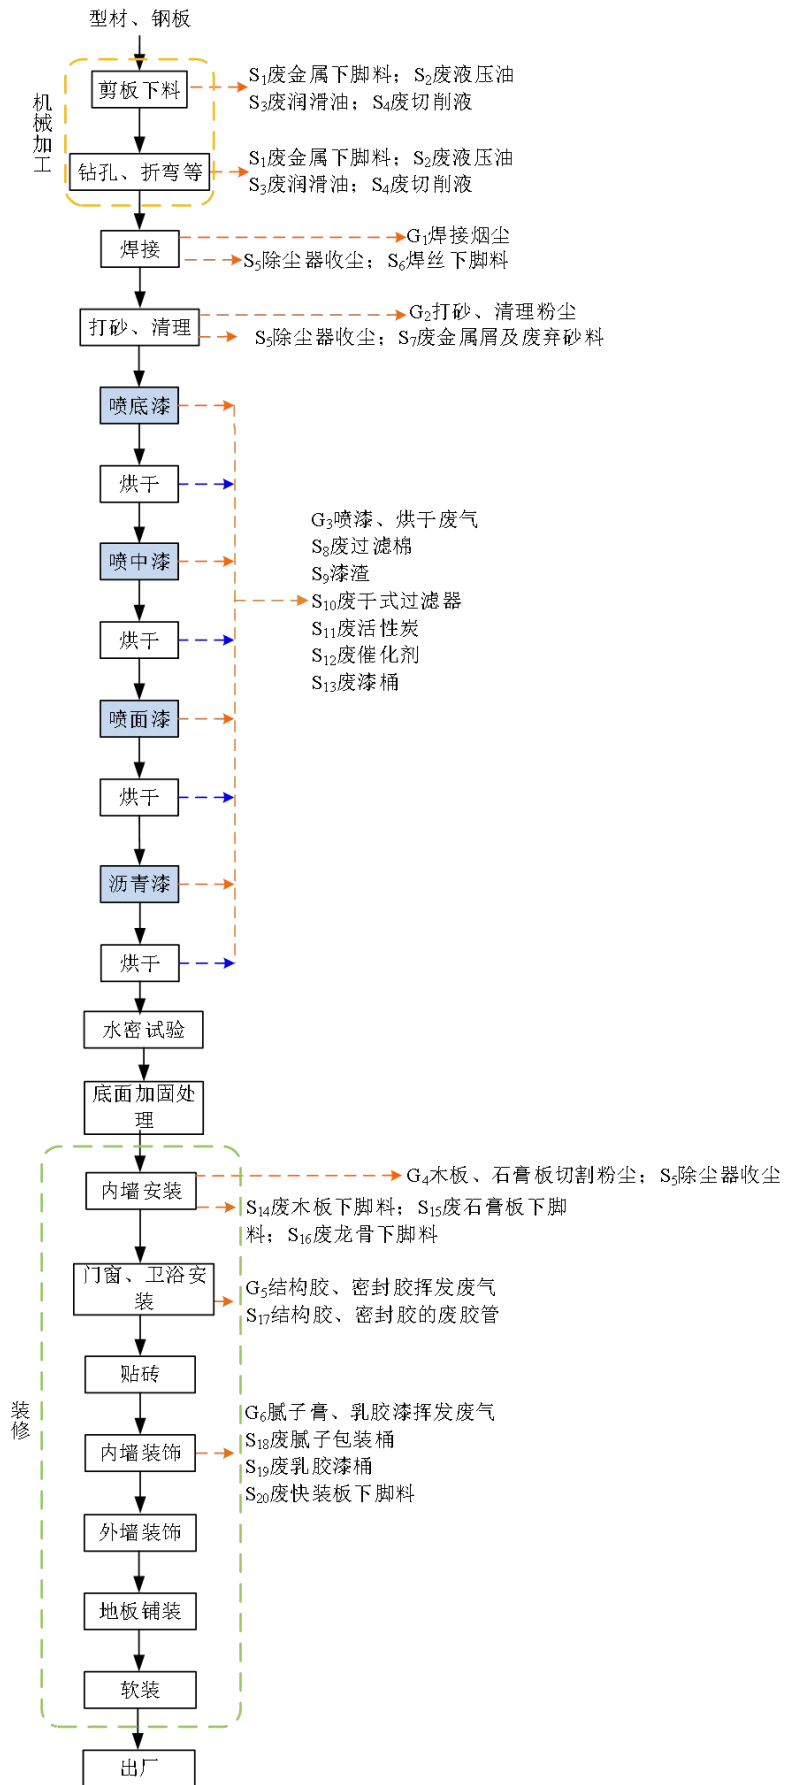 型材、钢板
机械加工
剪板下料
S₁废金属下脚料；S₂废液压油
S₃废润滑油；S₄废切削液
钻孔、折弯等
S₁废金属下脚料；S₂废液压油
S₃废润滑油；S₄废切削液
焊接
G₁焊接烟尘
S₅除尘器收尘；S₆焊丝下脚料
打砂、清理
G₂打砂、清理粉尘
S₅除尘器收尘；S₇废金属屑及废弃砂料
喷底漆
烘干
喷中漆
烘干
喷面漆
烘干
沥青漆
烘干
G₃喷漆、烘干废气
S₈废过滤棉
S₉漆渣
S₁₀废干式过滤器
S₁₁废活性炭
S₁₂废催化剂
S₁₃废漆桶
水密试验
底面加固处
理
装修
内墙安装
G₄木板、石膏板切割粉尘；S₅除尘器收尘
S₁₄废木板下脚料；S₁₅废石膏板下脚
料；S₁₆废龙骨下脚料
门窗、卫浴安
装
G₅结构胶、密封胶挥发废气
S₁₇结构胶、密封胶的废胶管
贴砖
内墙装饰
G₆腻子膏、乳胶漆挥发废气
S₁₈废腻子包装桶
S₁₉废乳胶漆桶
S₂₀废快装板下脚料
外墙装饰
地板铺装
软装
出厂